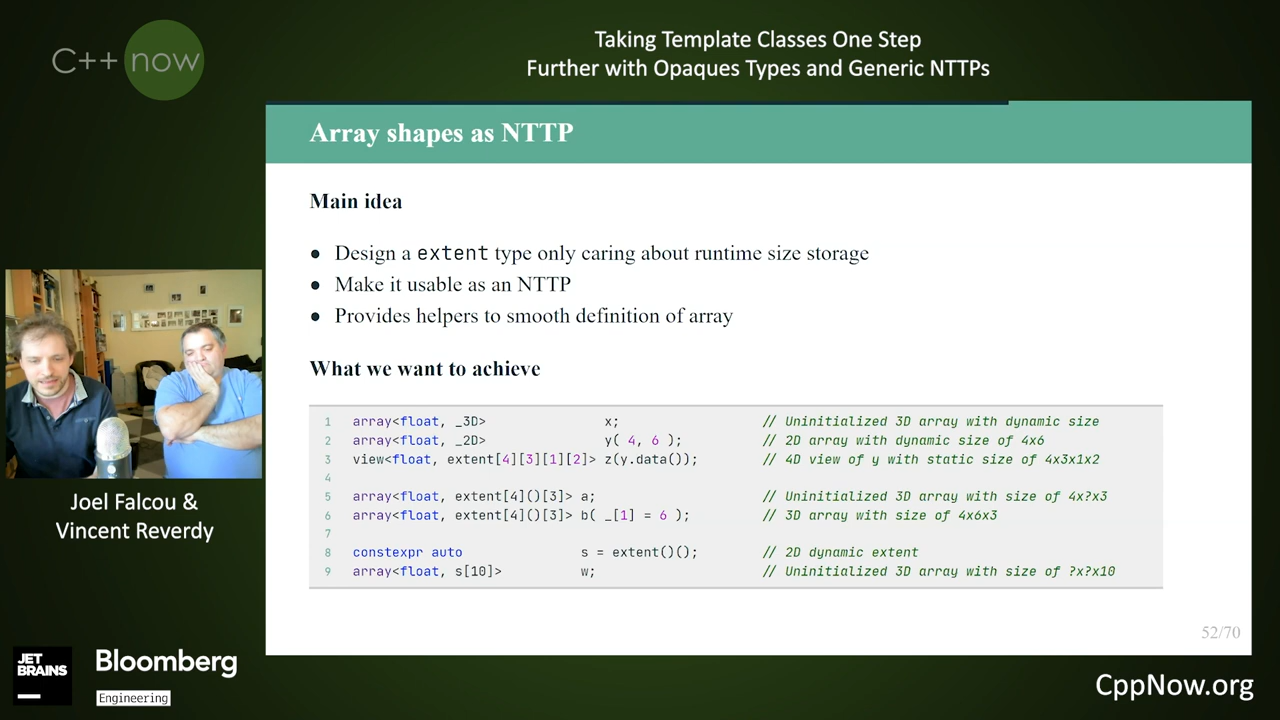 C++ now
Taking Template Classes One Step
Further with Opaques Types and Generic NTTPs
Array shapes as NTTP
Main idea
● Design a extent type only caring about runtime size storage
● Make it usable as an NTTP
● Provides helpers to smooth definition of array
What we want to achieve
1 array<float, _3D> x; // Uninitialized 3D array with dynamic size
2 array<float, _2D> y( 4, 6 ); // 2D array with dynamic size of 4x6
3 view<float, extent[4][3][1][2]> z(y.data()); // 4D view of y with static size of 4x3x1x2
4
5 array<float, extent[4]()[3]> a; // Uninitialized 3D array with size of 4x?x3
6 array<float, extent[4]()[3]> b( _[1] = 6 ); // 3D array with size of 4x6x3
7
8 constexpr auto s = extent()(); // 2D dynamic extent
9 array<float, s[10]> w; // Uninitialized 3D array with size of ?x?x10
52/70
Joel Falcou &
Vincent Reverdy
JET
BRAINS
Bloomberg
Engineering
CppNow.org